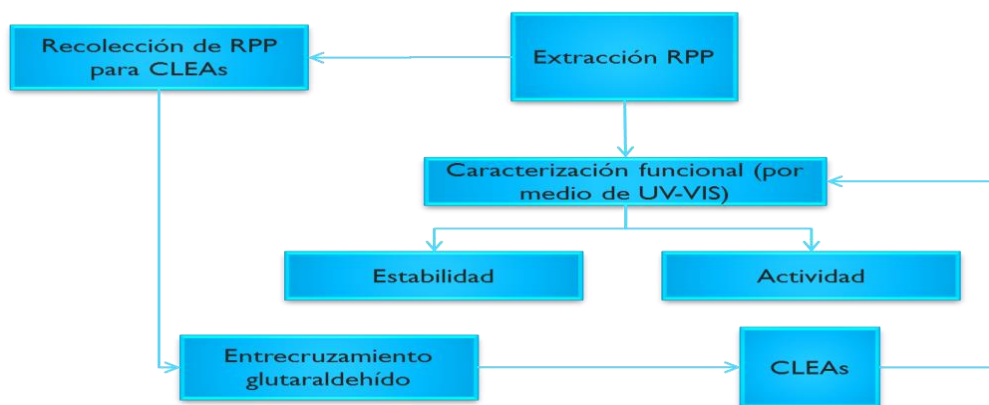 Recolección de RPP
para CLEAs
Extracción RPP
Caracterización funcional (por
medio de UV-VIS)
Estabilidad
Actividad
Entrecruzamiento
glutaraldehído
CLEAs